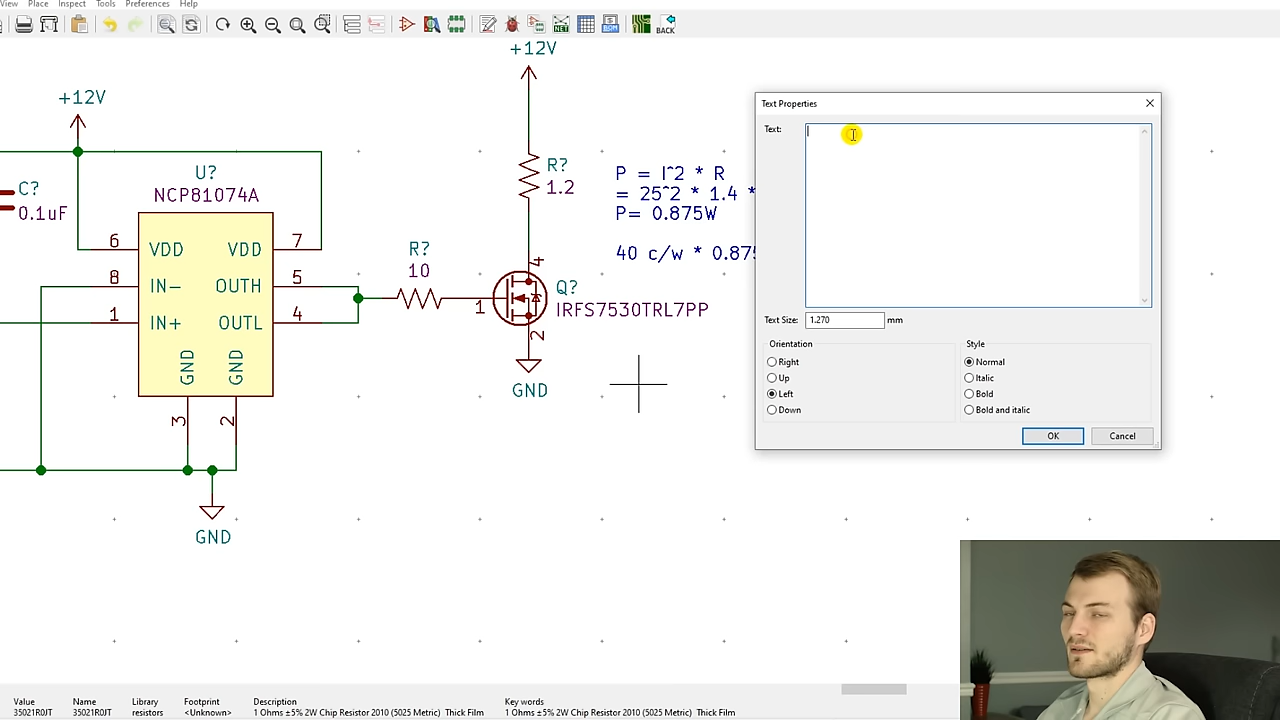 View Place Inspect Tools Preferences Help
BACK
+12V
+12V
Text Properties
Text:
U?
NCP81074A
C?
0.1uF
R?
1.2
P = I^2 * R
= 25^2 * 1.4 *
P= 0.875W
40 c/w * 0.875
6 VDD VDD 7
8 IN- OUTH 5
1 IN+ OUTL 4
GND GND
3 2
R?
10
4
1
2
Q?
IRFS7530TRL7PP
GND
GND
Text Size: 1.270 mm
Orientation
Right
Up
Left
Down
Style
Normal
Italic
Bold
Bold and italic
OK Cancel
Value Name Library Footprint Description Key words
35021R0JT 35021R0JT resistors <Unknown> 1 Ohms ±5% 2W Chip Resistor 2010 (5025 Metric) Thick Film 1 Ohms ±5% 2W Chip Resistor 2010 (5025 Metric) Thick Film